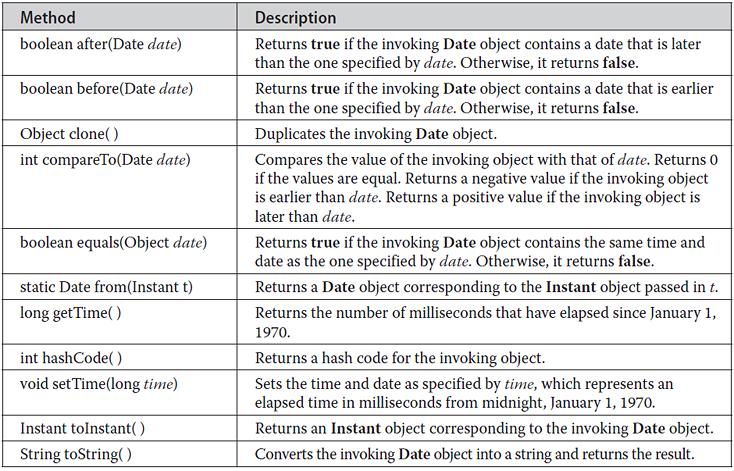 Method Description
boolean after(Date date) Returns true if the invoking Date object contains a date that is later
than the one specified by date. Otherwise, it returns false.
boolean before(Date date) Returns true if the invoking Date object contains a date that is earlier
than the one specified by date. Otherwise, it returns false.
Object clone( ) Duplicates the invoking Date object.
int compareTo(Date date) Compares the value of the invoking object with that of date. Returns 0
if the values are equal. Returns a negative value if the invoking object
is earlier than date. Returns a positive value if the invoking object is
later than date.
boolean equals(Object date) Returns true if the invoking Date object contains the same time and
date as the one specified by date. Otherwise, it returns false.
static Date from(Instant t) Returns a Date object corresponding to the Instant object passed in t.
long getTime( ) Returns the number of milliseconds that have elapsed since January 1,
1970.
int hashCode( ) Returns a hash code for the invoking object.
void setTime(long time) Sets the time and date as specified by time, which represents an
elapsed time in milliseconds from midnight, January 1, 1970.
Instant toInstant( ) Returns an Instant object corresponding to the invoking Date object.
String toString( ) Converts the invoking Date object into a string and returns the result.